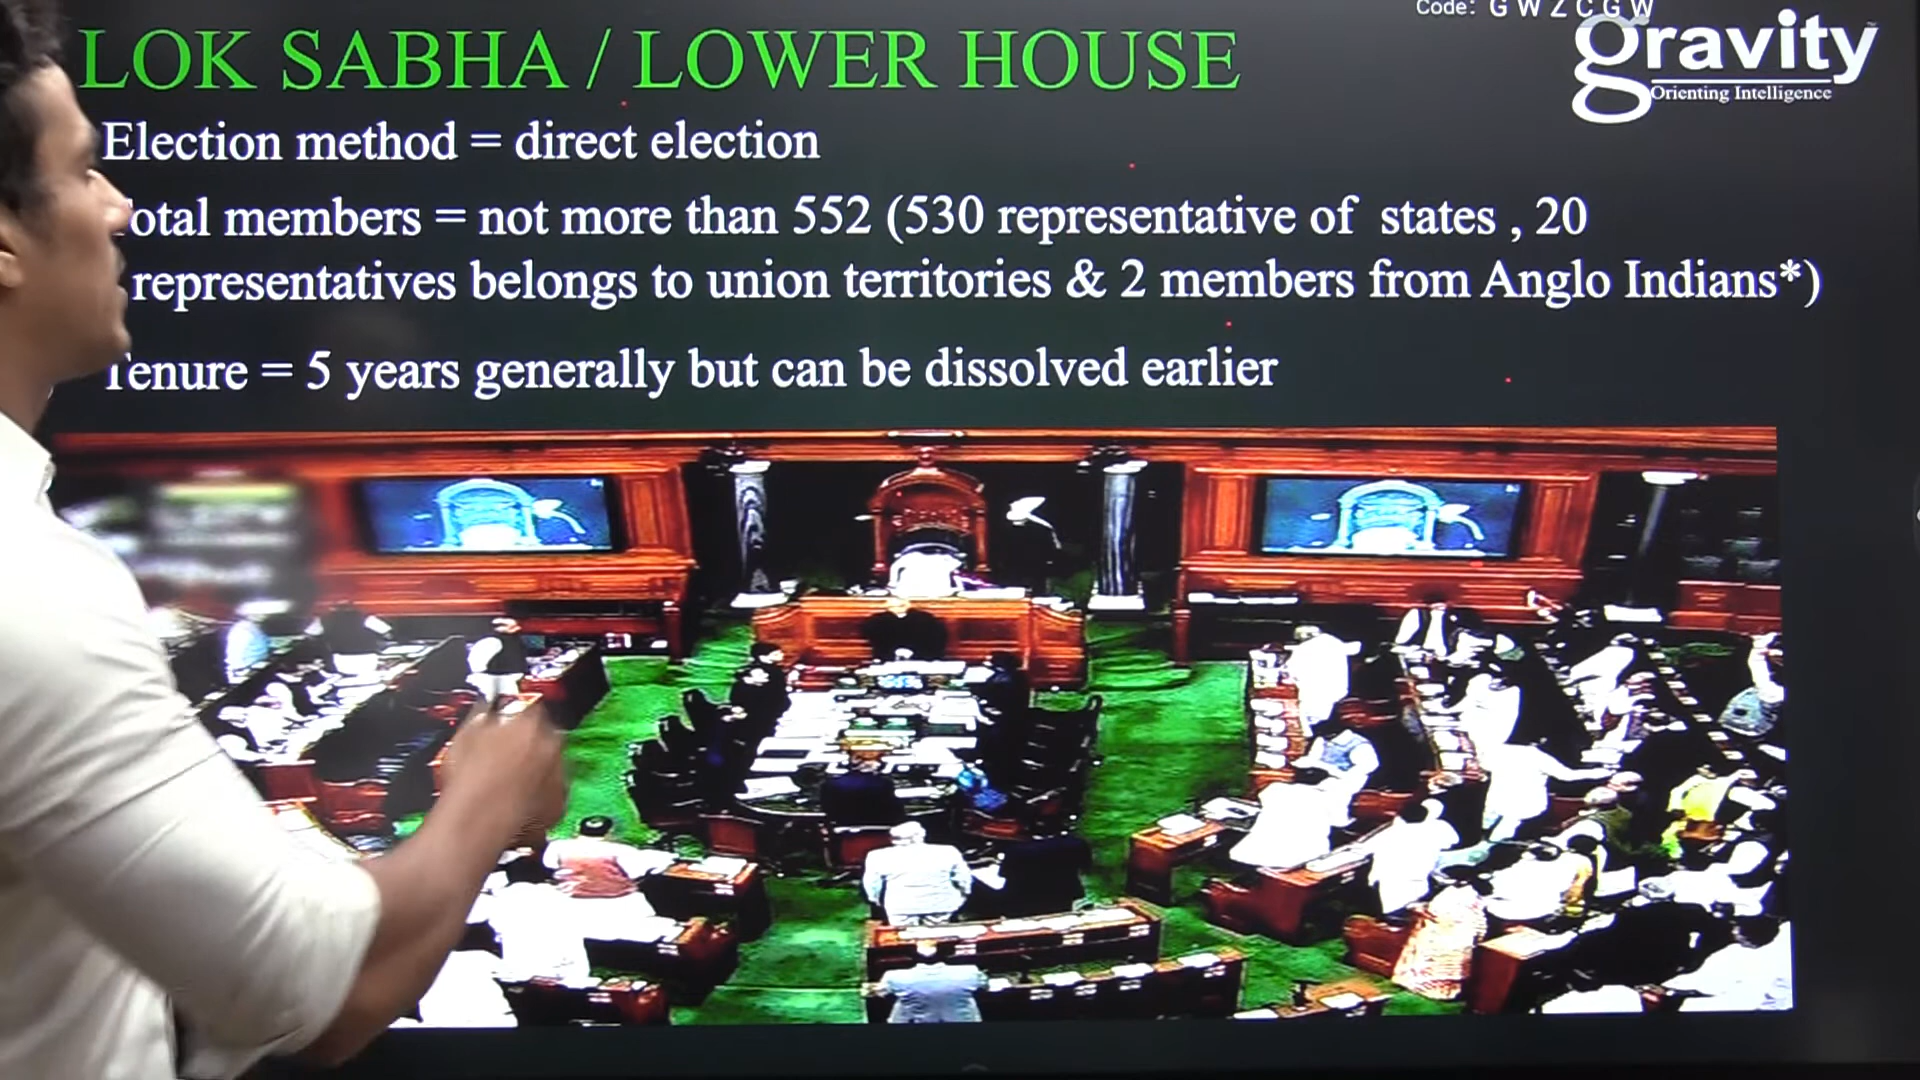 Code: G W Z C G W
gravity
Orienting Intelligence
LOK SABHA / LOWER HOUSE
Election method = direct election
otal members = not more than 552 (530 representative of states , 20
representatives belongs to union territories & 2 members from Anglo Indians*)
Tenure = 5 years generally but can be dissolved earlier